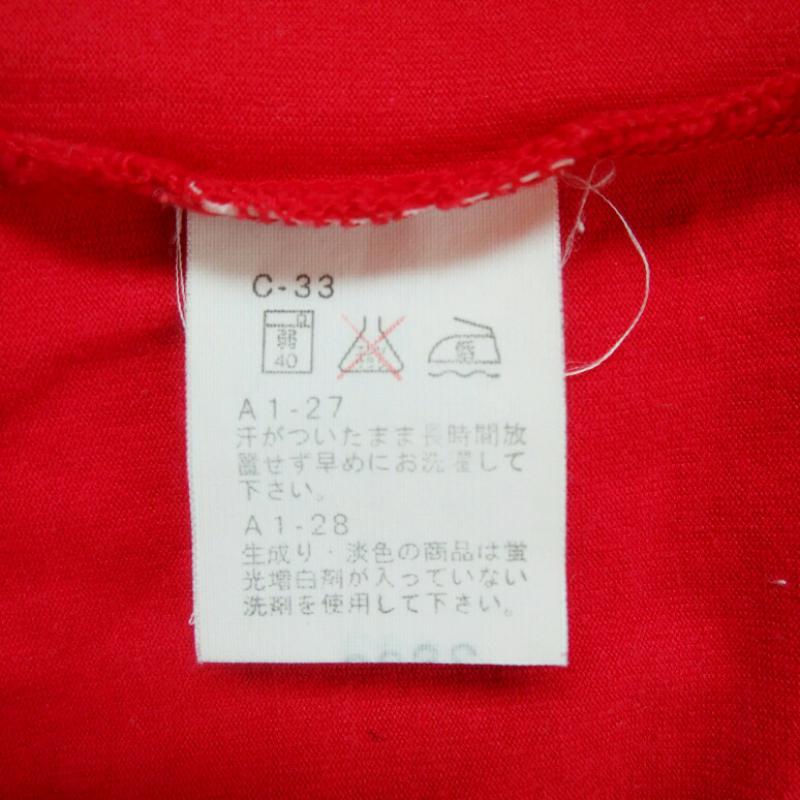 C-33
弱
40
低
A1-27
汗がついたまま長時間放
置せず早めにお洗濯して
下さい。
A1-28
生成り・淡色の商品は蛍
光増白剤が入っていない
洗剤を使用して下さい。